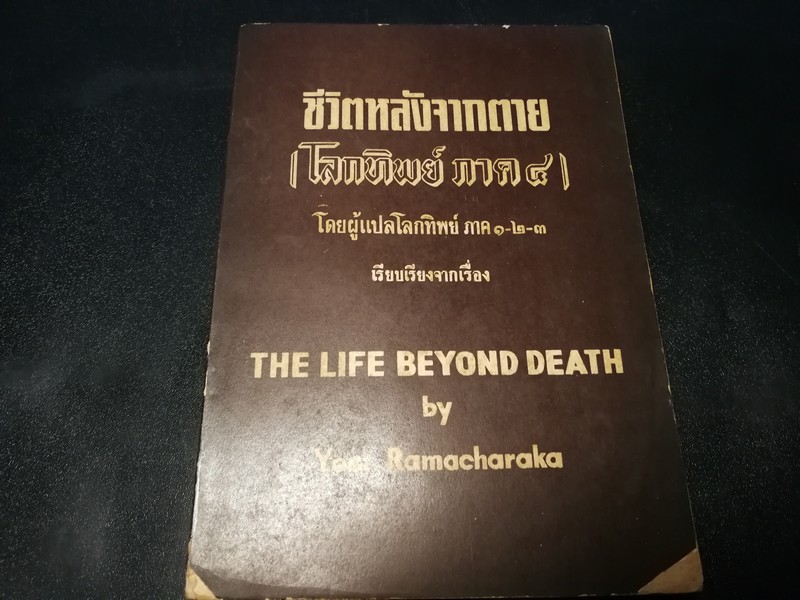 ชีวิตหลังจากตาย
(โลกทิพย์ ภาค ๔)
โดยผู้แปลโลกทิพย์ ภาค ๑-๒-๓
เรียบเรียงจากเรื่อง
THE LIFE BEYOND DEATH
by
Ramacharaka